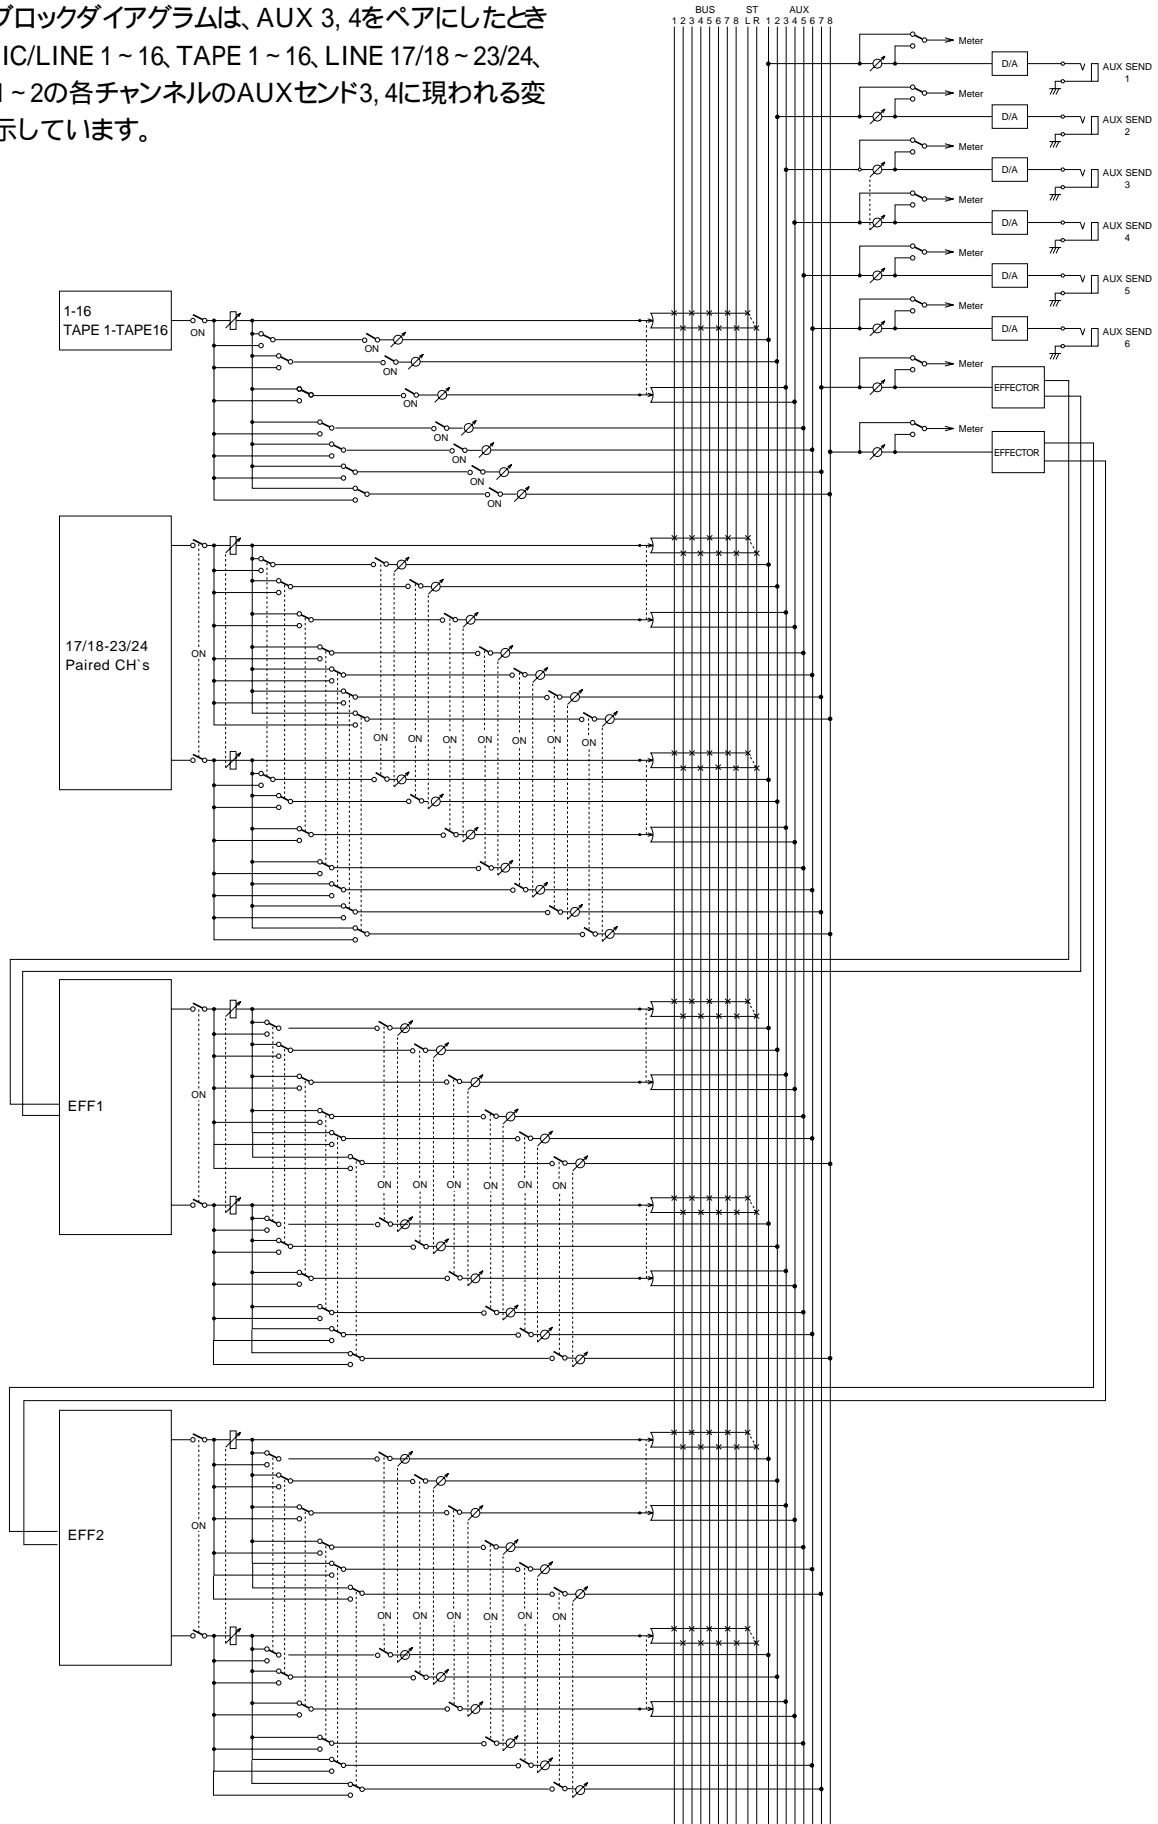 ブロックダイアグラムは、AUX 3, 4をペアにしたとき
IC/LINE 1～16、TAPE 1～16、LINE 17/18～23/24、
1～2の各チャンネルのAUXセンド3, 4に現われる変
示しています。
BUS ST AUX
1 2 3 4 5 6 7 8 L R 1 2 3 4 5 6 7 8
Meter
D/A
AUX SEND
1
Meter
D/A
AUX SEND
2
Meter
D/A
AUX SEND
3
Meter
D/A
AUX SEND
4
Meter
D/A
AUX SEND
5
Meter
D/A
AUX SEND
6
Meter
EFFECTOR
Meter
EFFECTOR
1-16
TAPE 1-TAPE16
ON
ON
ON
ON
ON
ON
ON
ON
17/18-23/24
Paired CH`s
ON
ON ON ON ON ON ON ON
EFF1
ON
ON ON ON ON ON ON
EFF2
ON
ON ON ON ON ON ON